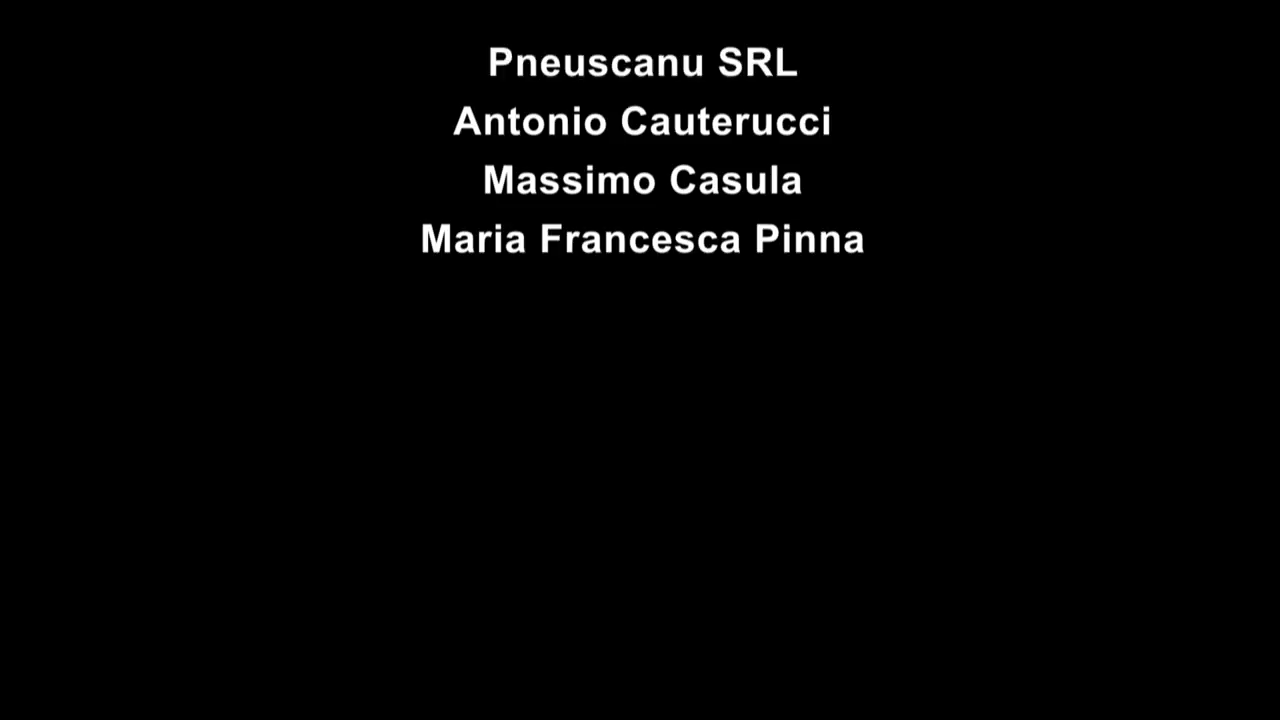 Pneuscanu SRL
Antonio Cauterucci
Massimo Casula
Maria Francesca Pinna